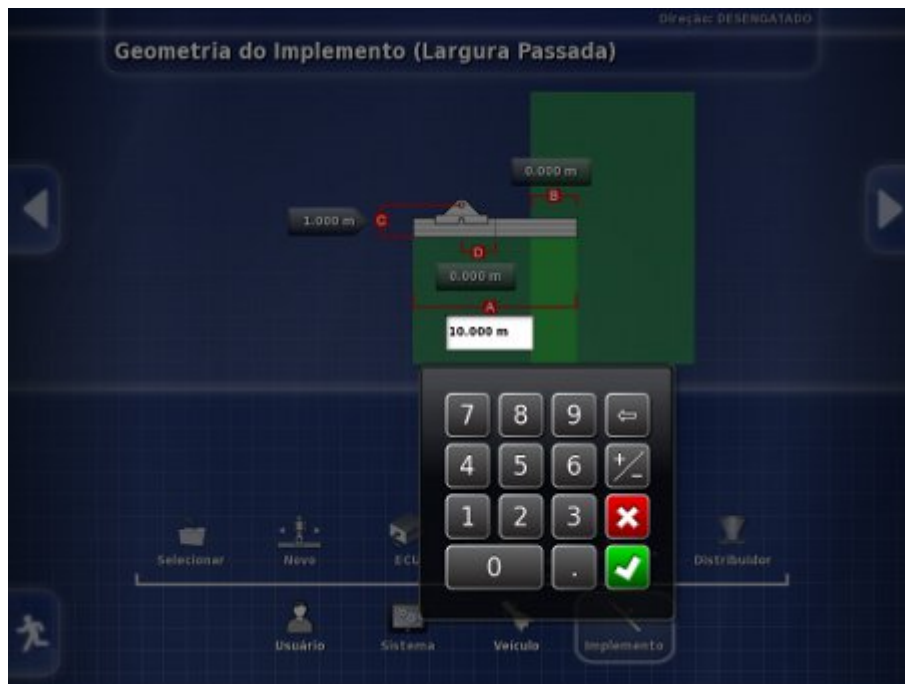 Direção: DESENGATADO
Geometria do Implemento (Largura Passada)
0.000 m
B
1.000 m
C
D
0.000 m
A
10.000 m
7 8 9
4 5 6 +/-
1 2 3
0 .
Selecionar Novo ECU Distribuidor
Usuário Sistema Veículo Implemento